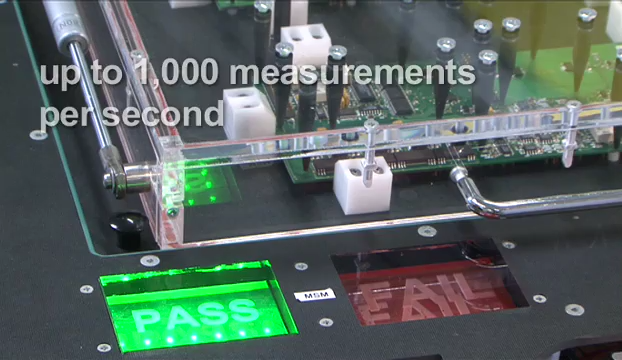 up to 1,000 measurements
per second
PASS
MSM
FAIL